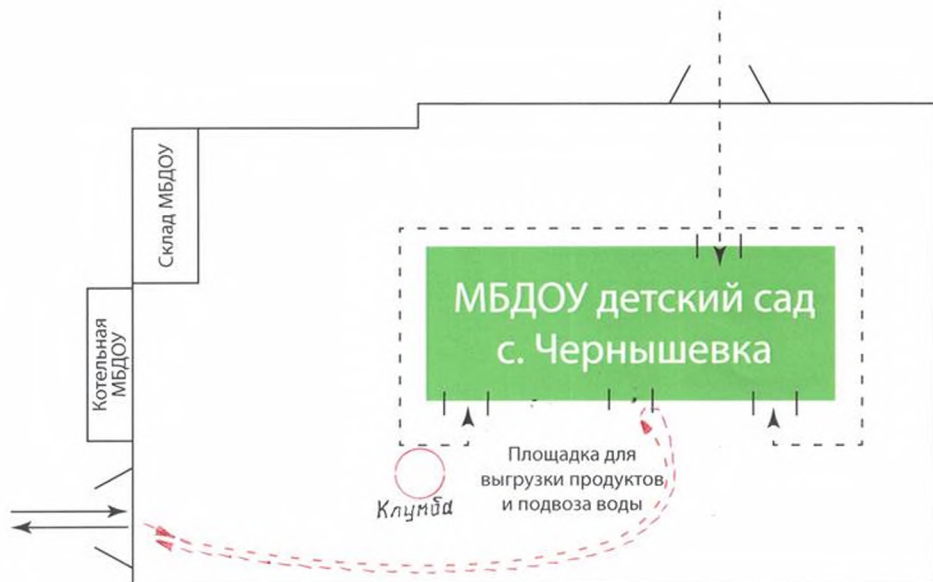 Склад МБДОУ
Котельная
МБДОУ
МБДОУ детский сад
с. Чернышевка
Площадка для
выгрузки продуктов
и подвоза воды
Клумба